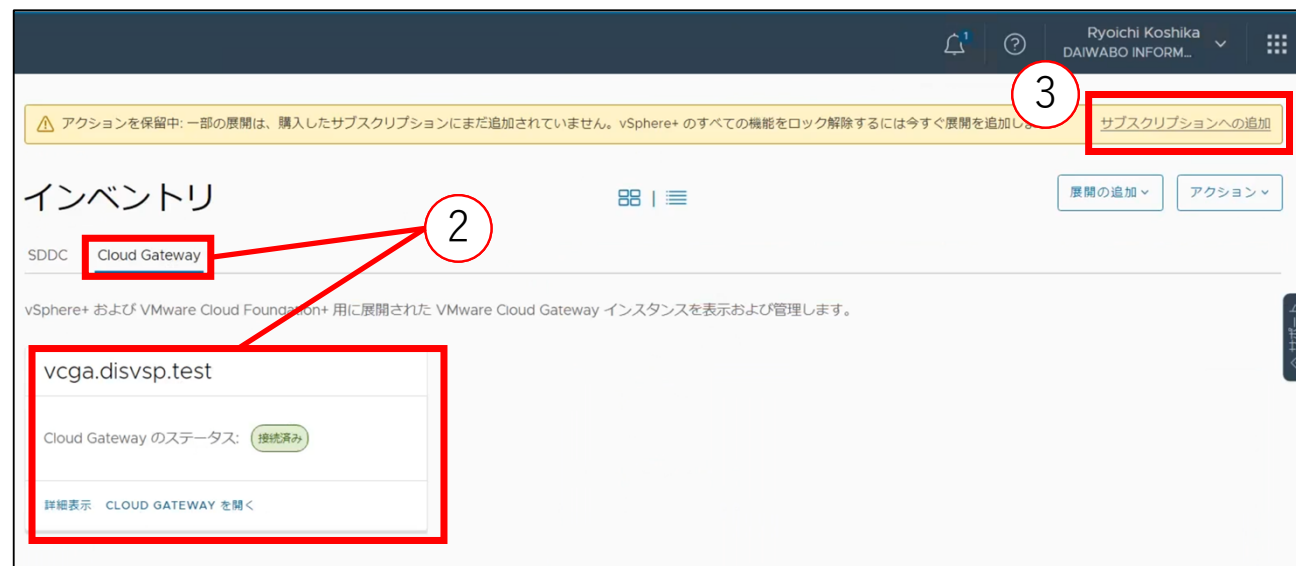 1
Ryoichi Koshika
DAIWABO INFORM...
3
アクションを保留中: 一部の展開は、購入したサブスクリプションにまだ追加されていません。vSphere+ のすべての機能をロック解除するには今すぐ展開を追加し
サブスクリプションへの追加
インベントリ
展開の追加
アクション
2
SDDC
Cloud Gateway
vSphere+ および VMware Cloud Foundation+ 用に展開された VMware Cloud Gateway インスタンスを表示および管理します。
vcga.disvsp.test
Cloud Gateway のステータス: 接続済み
詳細表示 CLOUD GATEWAY を開く